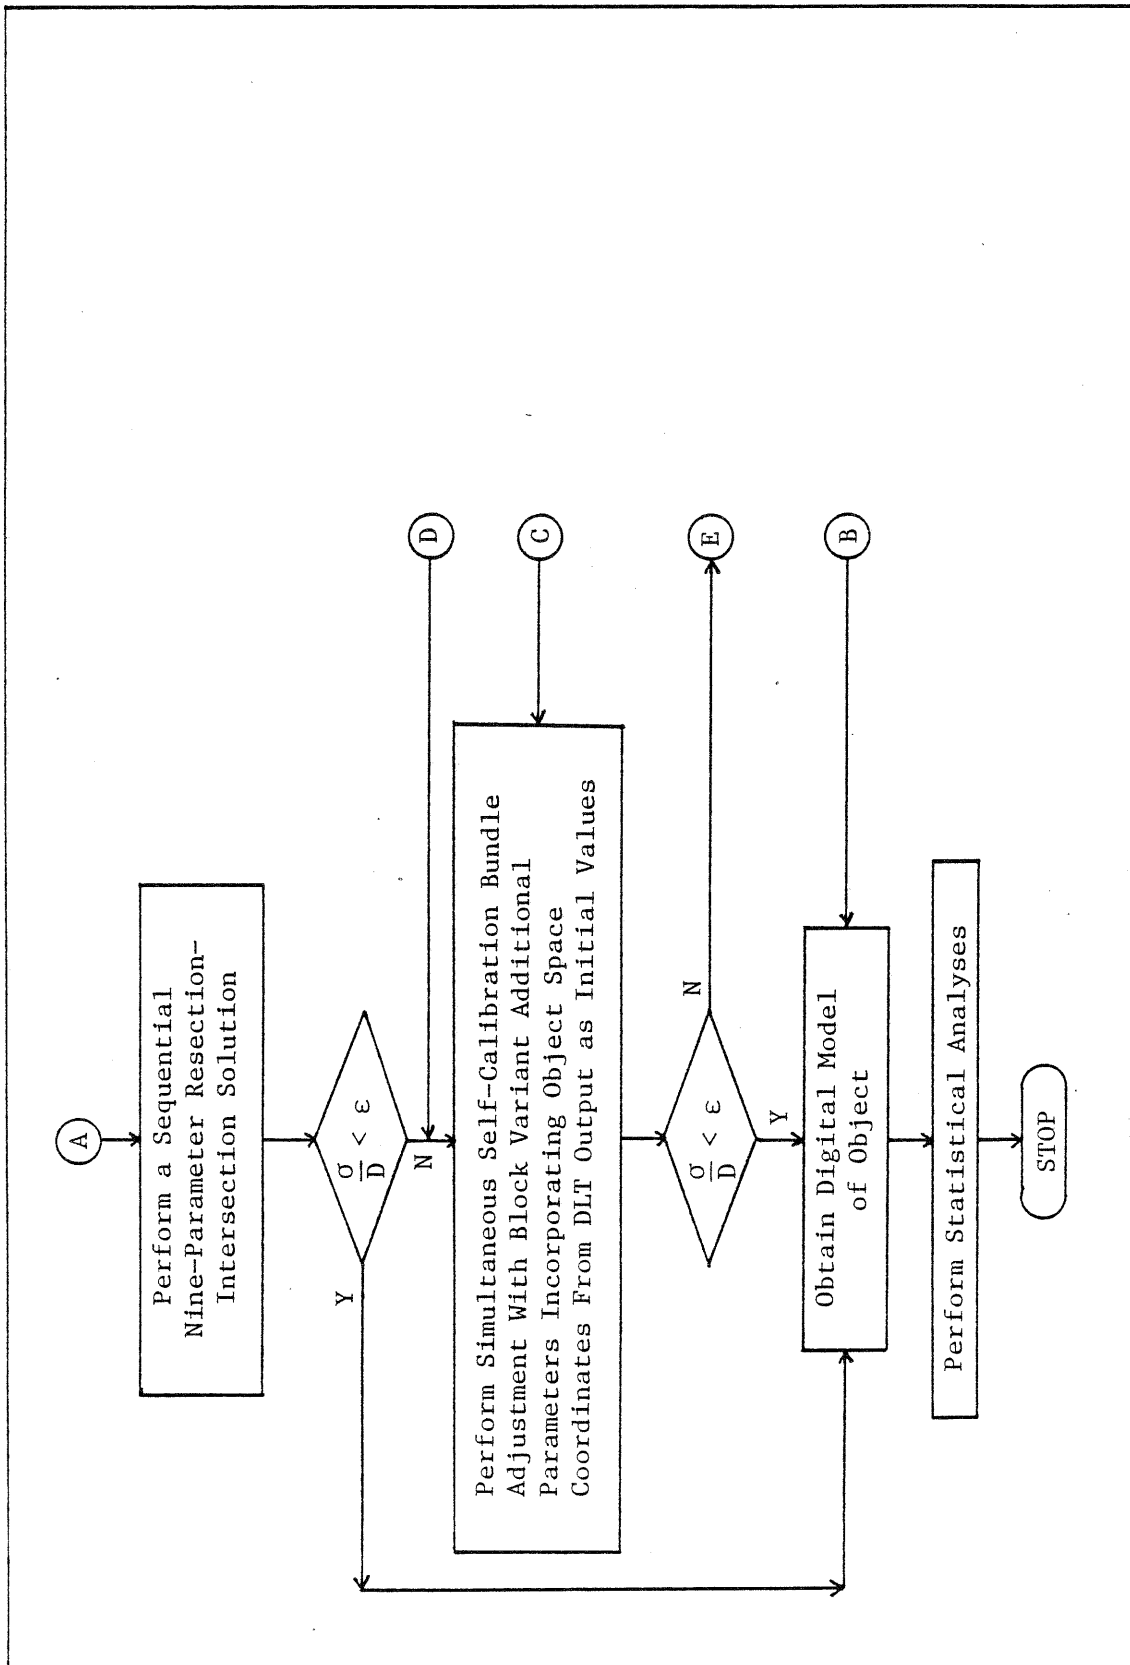 A
Perform a Sequential
Nine-Parameter Resection-
Intersection Solution
σ
D
< ε
Y
N
D
Perform Simultaneous Self-Calibration Bundle
Adjustment With Block Variant Additional
Parameters Incorporating Object Space
Coordinates From DLT Output as Initial Values
C
σ
D
< ε
N
E
Y
Obtain Digital Model
of Object
B
Perform Statistical Analyses
STOP